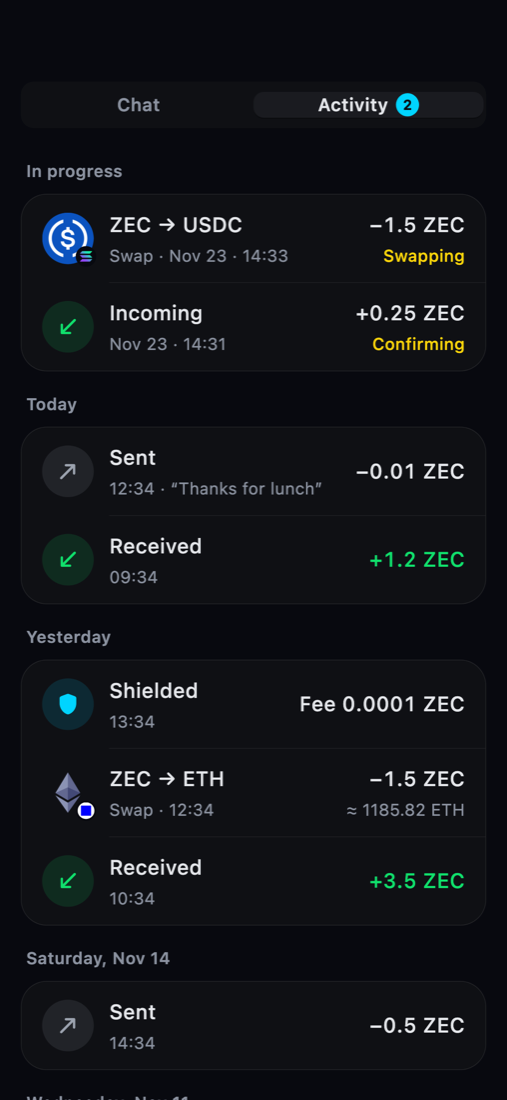 Chat
Activity 2
In progress
ZEC → USDC
−1.5 ZEC
Swap · Nov 23 · 14:33
Swapping
Incoming
+0.25 ZEC
Nov 23 · 14:31
Confirming
Today
Sent
−0.01 ZEC
12:34 · “Thanks for lunch”
Received
+1.2 ZEC
09:34
Yesterday
Shielded
Fee 0.0001 ZEC
13:34
ZEC → ETH
−1.5 ZEC
Swap · 12:34
≈ 1185.82 ETH
Received
+3.5 ZEC
10:34
Saturday, Nov 14
Sent
−0.5 ZEC
14:34
Wednesday, Nov 11